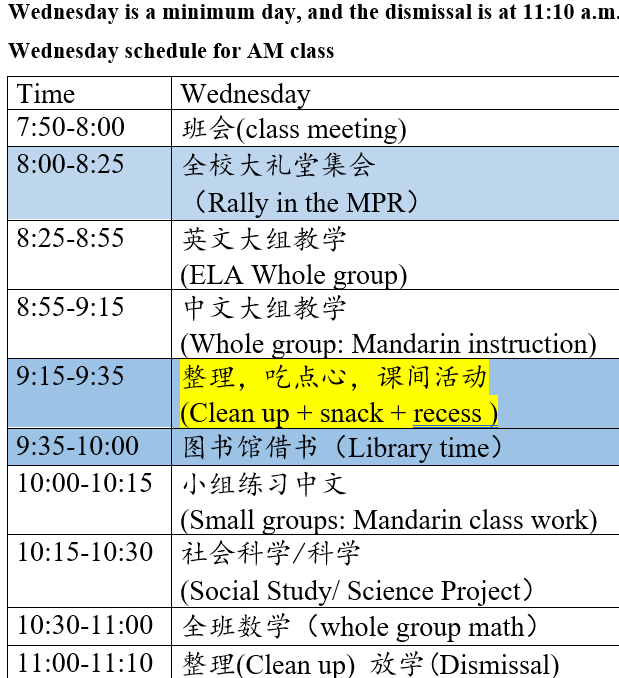 Wednesday is a minimum day, and the dismissal is at 11:10 a.m.
Wednesday schedule for AM class
Time Wednesday
7:50-8:00 班会(class meeting)
8:00-8:25 全校大礼堂集会
（Rally in the MPR）
8:25-8:55 英文大组教学
(ELA Whole group)
8:55-9:15 中文大组教学
(Whole group: Mandarin instruction)
9:15-9:35 整理，吃点心，课间活动
(Clean up + snack + recess )
9:35-10:00 图书馆借书（Library time）
10:00-10:15 小组练习中文
(Small groups: Mandarin class work)
10:15-10:30 社会科学/科学
(Social Study/ Science Project）
10:30-11:00 全班数学（whole group math）
11:00-11:10 整理(Clean up) 放学(Dismissal)